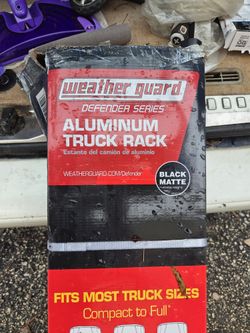 weather guard
DEFENDER SERIES
ALUMINUM
TRUCK RACK
Estante del camión de aluminio
WEATHERGUARD.COM/Defender
BLACK
MATTE
FITS MOST TRUCK SIZES
Compact to Full